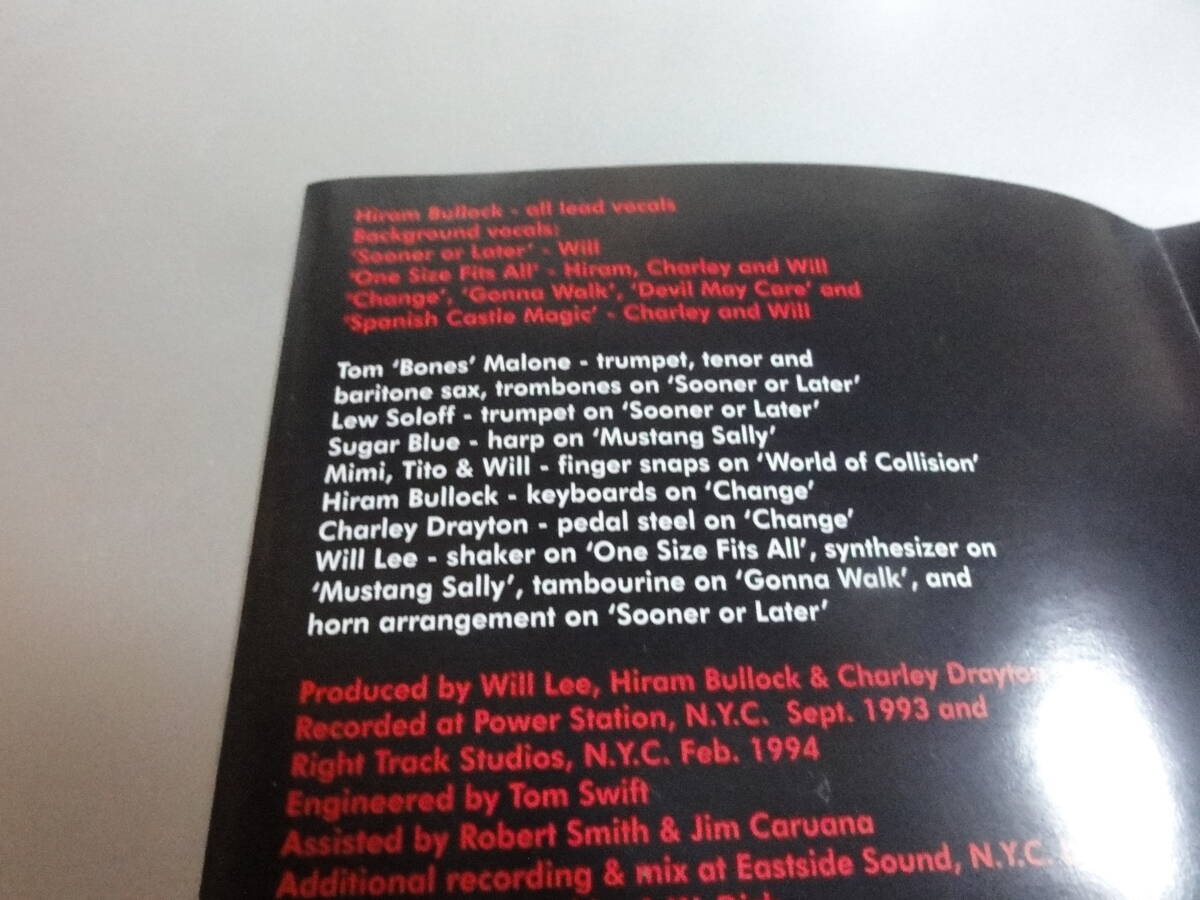 Hiram Bullock - all lead vocals
Background vocals:
'Sooner or Later' - Will
'One Size Fits All' - Hiram, Charley and Will
'Change', 'Gonna Walk', 'Devil May Care' and
'Spanish Castle Magic' - Charley and Will
Tom 'Bones' Malone - trumpet, tenor and
baritone sax, trombones on 'Sooner or Later'
Lew Soloff - trumpet on 'Sooner or Later'
Sugar Blue - harp on 'Mustang Sally'
Mimi, Tito & Will - finger snaps on 'World of Collision'
Hiram Bullock - keyboards on 'Change'
Charley Drayton - pedal steel on 'Change'
Will Lee - shaker on 'One Size Fits All', synthesizer on
'Mustang Sally', tambourine on 'Gonna Walk', and
horn arrangement on 'Sooner or Later'
Produced by Will Lee, Hiram Bullock & Charley Drayton
Recorded at Power Station, N.Y.C. Sept. 1993 and
Right Track Studios, N.Y.C. Feb. 1994
Engineered by Tom Swift
Assisted by Robert Smith & Jim Caruana
Additional recording & mix at Eastside Sound, N.Y.C.